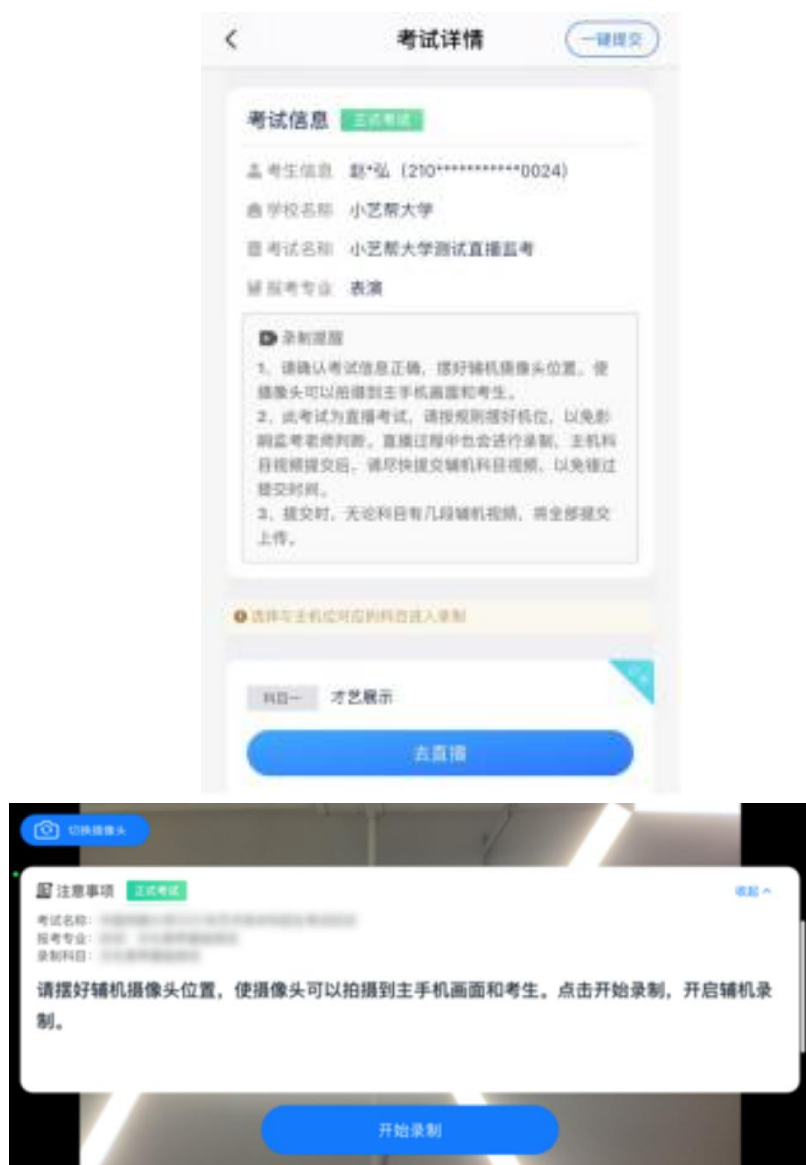 考试详情
一键提交
考试信息 正式考试
考生信息 赵*弘（210***********0024）
学校名称 小艺帮大学
考试名称 小艺帮大学测试直播监考
报考专业 表演
录制提醒
1、请确认考试信息正确，摆好辅机摄像头位置，使
摄像头可以拍摄到主手机画面和考生。
2、此考试为直播考试，请按规则摆好机位，以免影
响监考老师判断。直播过程中也会进行录制，主机科
目视频提交后，请尽快提交辅机科目视频，以免错过
提交时间。
3、提交时，无论科目有几段辅机视频，将全部提交
上传。
选择与主机位对应的科目进入录制
科目一 才艺展示
去直播
切换摄像头
注意事项 正式考试
收起
考试名称：
报考专业：
录制科目：
请摆好辅机摄像头位置，使摄像头可以拍摄到主手机画面和考生。点击开始录制，开启辅机录
制。
开始录制